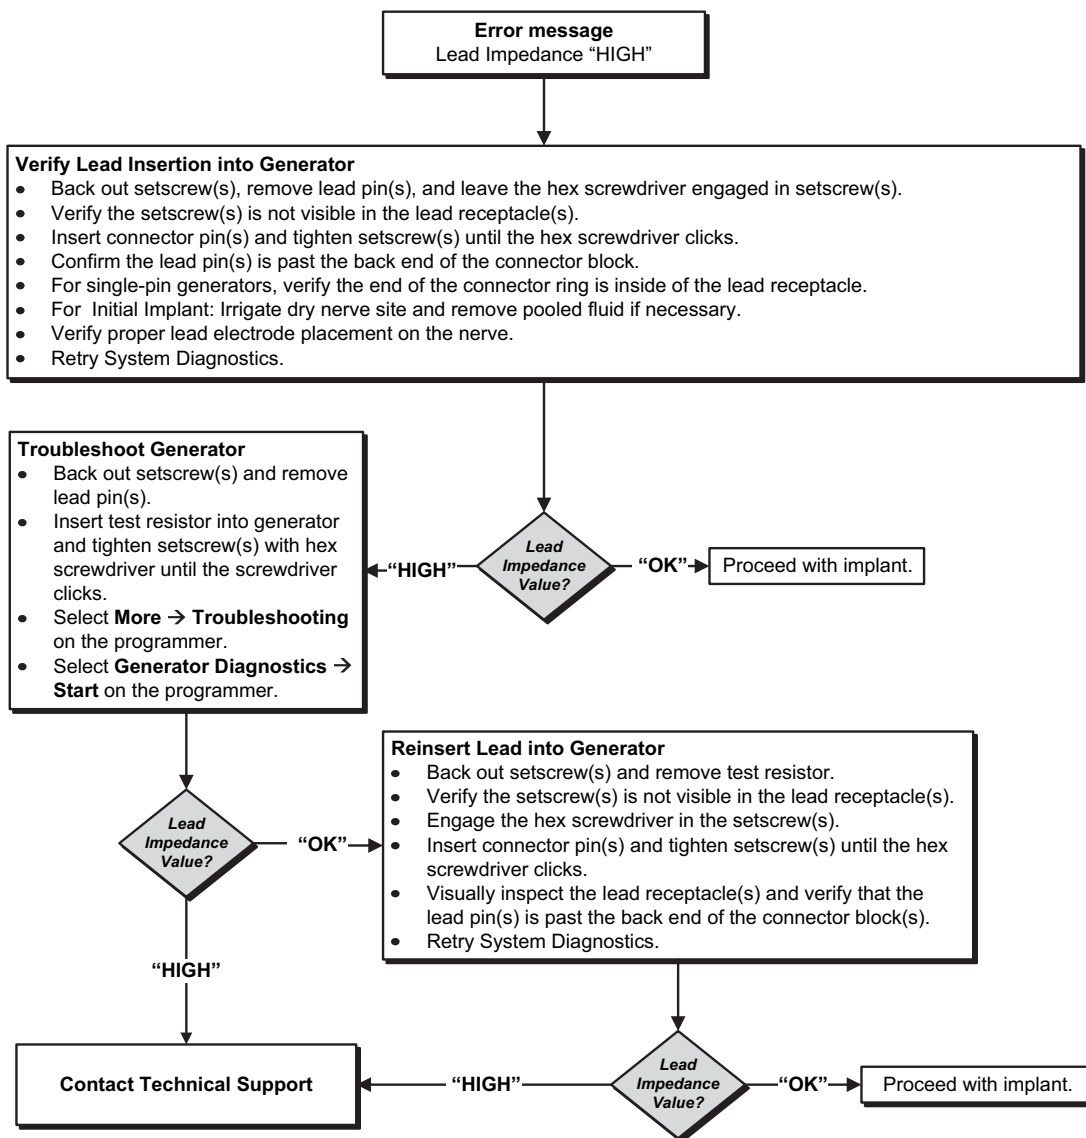 Error message
Lead Impedance “HIGH”
Verify Lead Insertion into Generator
• Back out setscrew(s), remove lead pin(s), and leave the hex screwdriver engaged in setscrew(s).
• Verify the setscrew(s) is not visible in the lead receptacle(s).
• Insert connector pin(s) and tighten setscrew(s) until the hex screwdriver clicks.
• Confirm the lead pin(s) is past the back end of the connector block.
• For single-pin generators, verify the end of the connector ring is inside of the lead receptacle.
• For Initial Implant: Irrigate dry nerve site and remove pooled fluid if necessary.
• Verify proper lead electrode placement on the nerve.
• Retry System Diagnostics.
Lead
Impedance
Value?
“OK”
Proceed with implant.
“HIGH”
Troubleshoot Generator
• Back out setscrew(s) and remove
lead pin(s).
• Insert test resistor into generator
and tighten setscrew(s) with hex
screwdriver until the screwdriver
clicks.
• Select More → Troubleshooting
on the programmer.
• Select Generator Diagnostics →
Start on the programmer.
Lead
Impedance
Value?
“OK”
Reinsert Lead into Generator
• Back out setscrew(s) and remove test resistor.
• Verify the setscrew(s) is not visible in the lead receptacle(s).
• Engage the hex screwdriver in the setscrew(s).
• Insert connector pin(s) and tighten setscrew(s) until the hex
screwdriver clicks.
• Visually inspect the lead receptacle(s) and verify that the
lead pin(s) is past the back end of the connector block(s).
• Retry System Diagnostics.
“HIGH”
Contact Technical Support
“HIGH”
Lead
Impedance
Value?
“OK”
Proceed with implant.